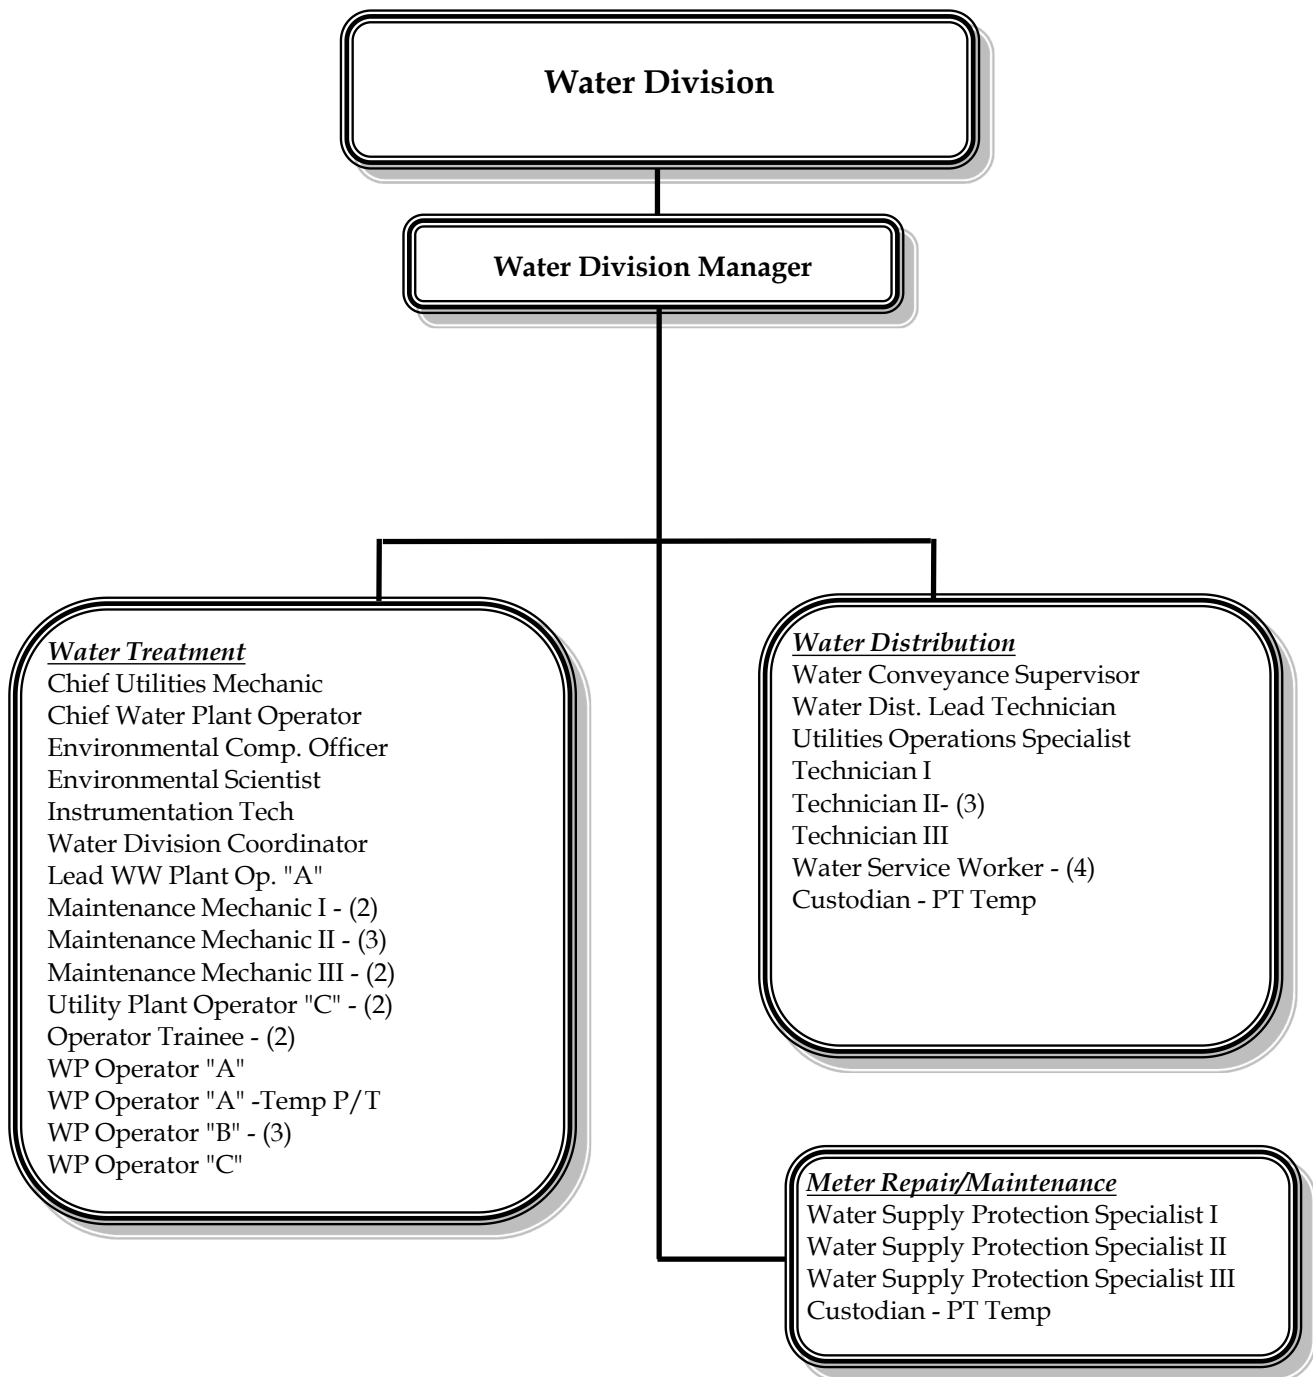 Water Division
Water Division Manager
Water Treatment
Chief Utilities Mechanic
Chief Water Plant Operator
Environmental Comp. Officer
Environmental Scientist
Instrumentation Tech
Water Division Coordinator
Lead WW Plant Op. "A"
Maintenance Mechanic I - (2)
Maintenance Mechanic II - (3)
Maintenance Mechanic III - (2)
Utility Plant Operator "C" - (2)
Operator Trainee - (2)
WP Operator "A"
WP Operator "A" -Temp P/T
WP Operator "B" - (3)
WP Operator "C"
Water Distribution
Water Conveyance Supervisor
Water Dist. Lead Technician
Utilities Operations Specialist
Technician I
Technician II- (3)
Technician III
Water Service Worker - (4)
Custodian - PT Temp
Meter Repair/Maintenance
Water Supply Protection Specialist I
Water Supply Protection Specialist II
Water Supply Protection Specialist III
Custodian - PT Temp